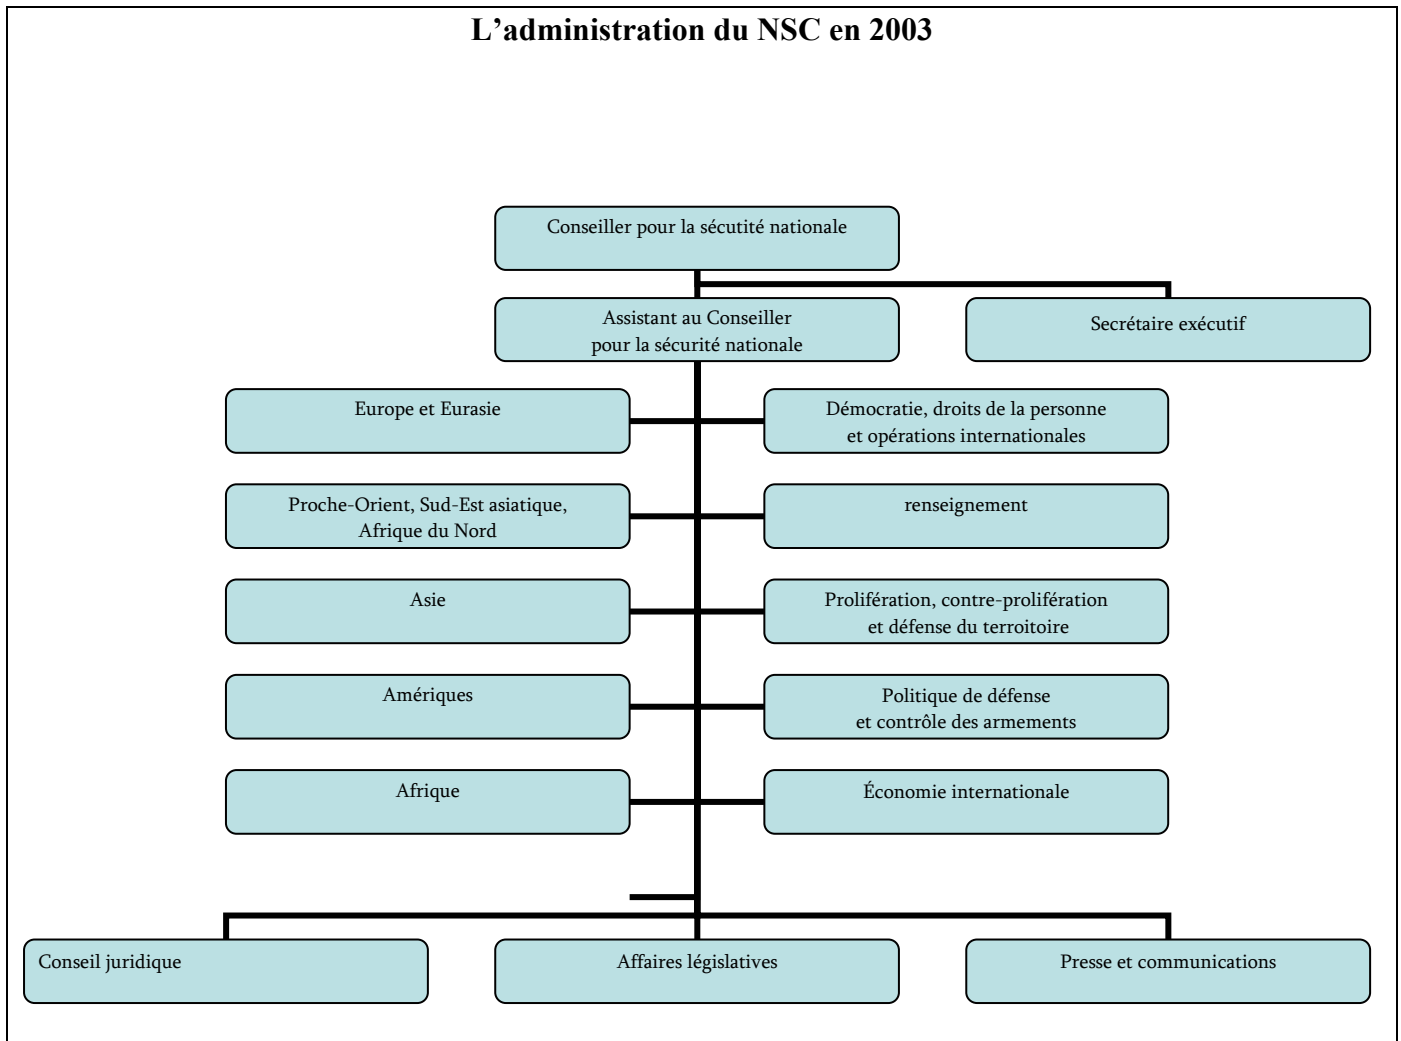 L’administration du NSC en 2003
Conseiller pour la sécutité nationale
Assistant au Conseiller
pour la sécurité nationale
Secrétaire exécutif
Europe et Eurasie
Démocratie, droits de la personne
et opérations internationales
Proche-Orient, Sud-Est asiatique,
Afrique du Nord
renseignement
Asie
Prolifération, contre-prolifération
et défense du terroitoire
Amériques
Politique de défense
et contrôle des armements
Afrique
Économie internationale
Conseil juridique
Affaires législatives
Presse et communications